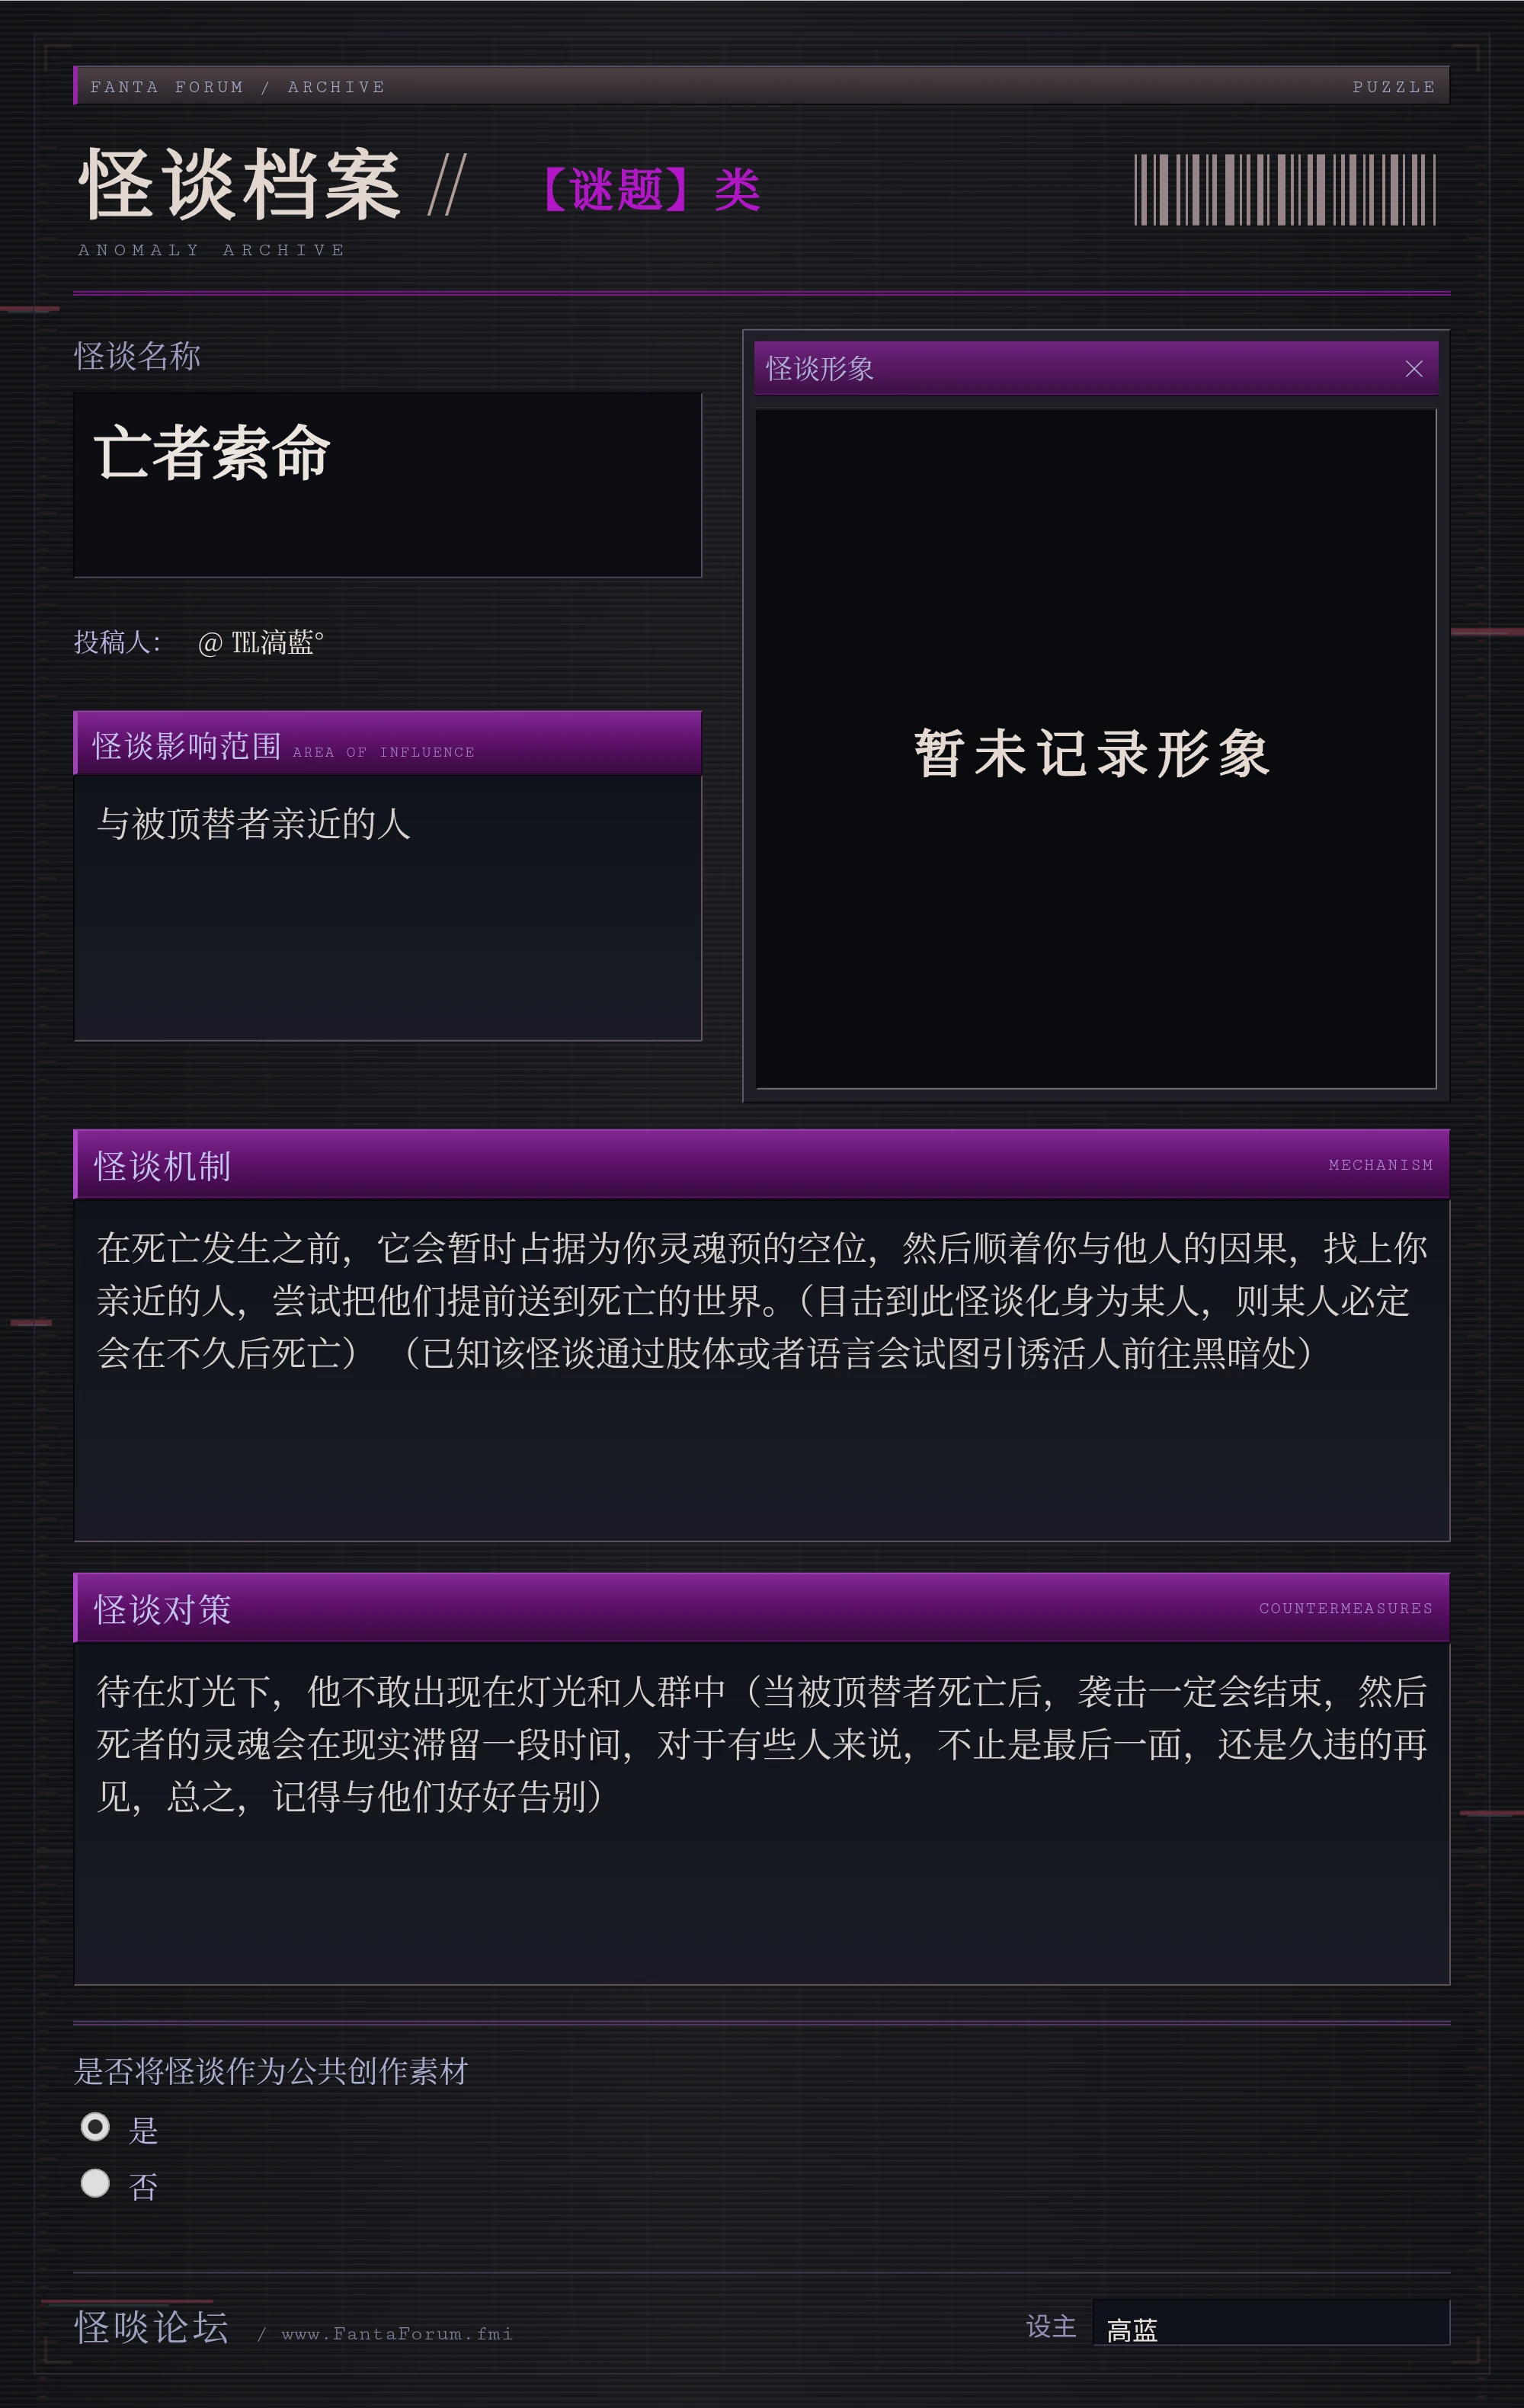 FANTA FORUM / ARCHIVE
PUZZLE
怪谈档案 // 【谜题】类
ANOMALY ARCHIVE
怪谈名称
亡者索命
投稿人： @ ℡滈藍°
怪谈影响范围 AREA OF INFLUENCE
与被顶替者亲近的人
怪谈形象 ×
暂未记录形象
怪谈机制 MECHANISM
在死亡发生之前，它会暂时占据为你灵魂预的空位，然后顺着你与他人的因果，找上你
亲近的人，尝试把他们提前送到死亡的世界。（目击到此怪谈化身为某人，则某人必定
会在不久后死亡） （已知该怪谈通过肢体或者语言会试图引诱活人前往黑暗处）
怪谈对策 COUNTERMEASURES
待在灯光下，他不敢出现在灯光和人群中（当被顶替者死亡后，袭击一定会结束，然后
死者的灵魂会在现实滞留一段时间，对于有些人来说，不止是最后一面，还是久违的再
见，总之，记得与他们好好告别）
是否将怪谈作为公共创作素材
是
否
怪啖论坛 / www.FantaForum.fmi
设主 高蓝